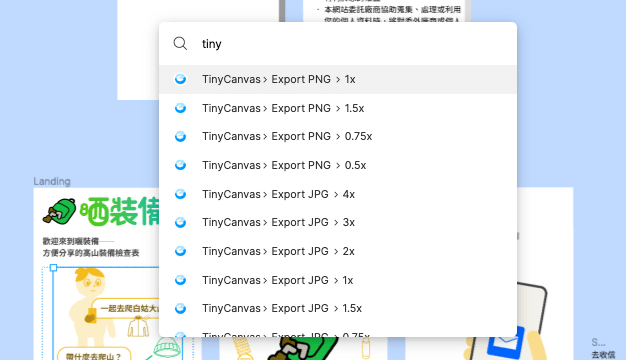 · 本網站委託廠商協助蒐集、處理或利用
tiny
TinyCanvas › Export PNG › 1x
TinyCanvas › Export PNG › 1.5x
TinyCanvas › Export PNG › 0.75x
TinyCanvas › Export PNG › 0.5x
TinyCanvas › Export JPG › 4x
TinyCanvas › Export JPG › 3x
TinyCanvas › Export JPG › 2x
TinyCanvas › Export JPG › 1x
TinyCanvas › Export JPG › 1.5x
TinyCanvas › Export JPG › 0.75x
Landing
晒裝備
歡迎來到曬裝備
方便分享的高山裝備檢查表
一起去爬白姑大
帶什麼去爬山？
S...
去收信